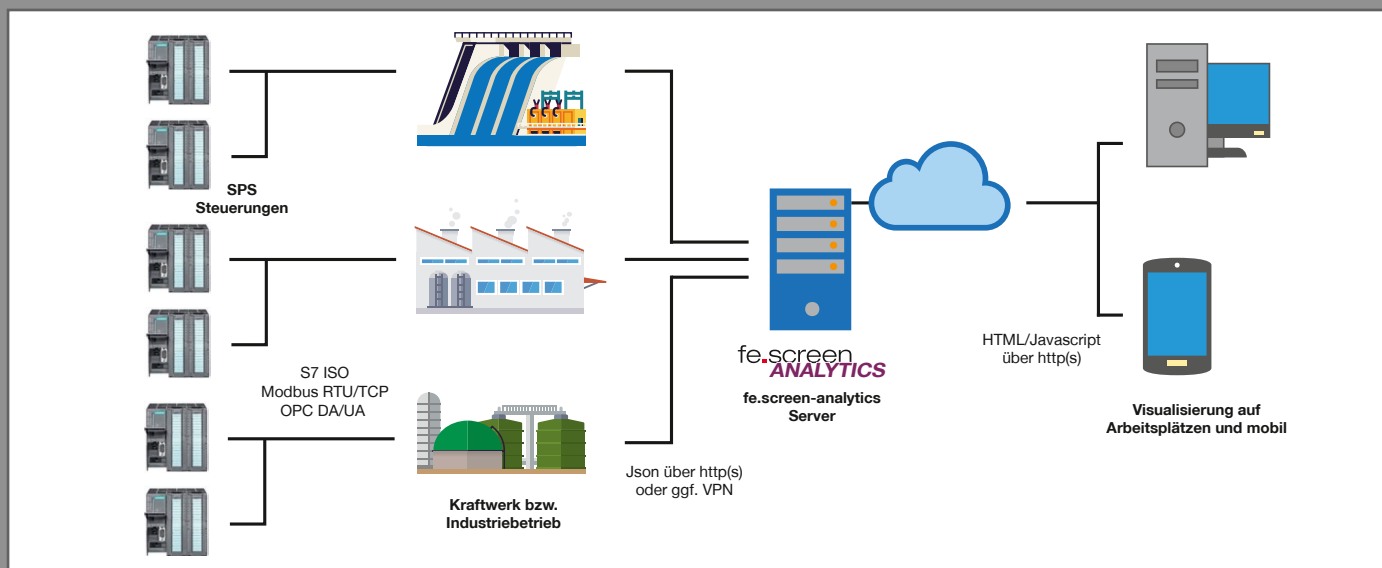 SPS
Steuerungen
S7 ISO
Modbus RTU/TCP
OPC DA/UA
Kraftwerk bzw.
Industriebetrieb
Json über http(s)
oder ggf. VPN
fe.screen
ANALYTICS
fe.screen-analytics
Server
HTML/Javascript
über http(s)
Visualisierung auf
Arbeitsplätzen und mobil